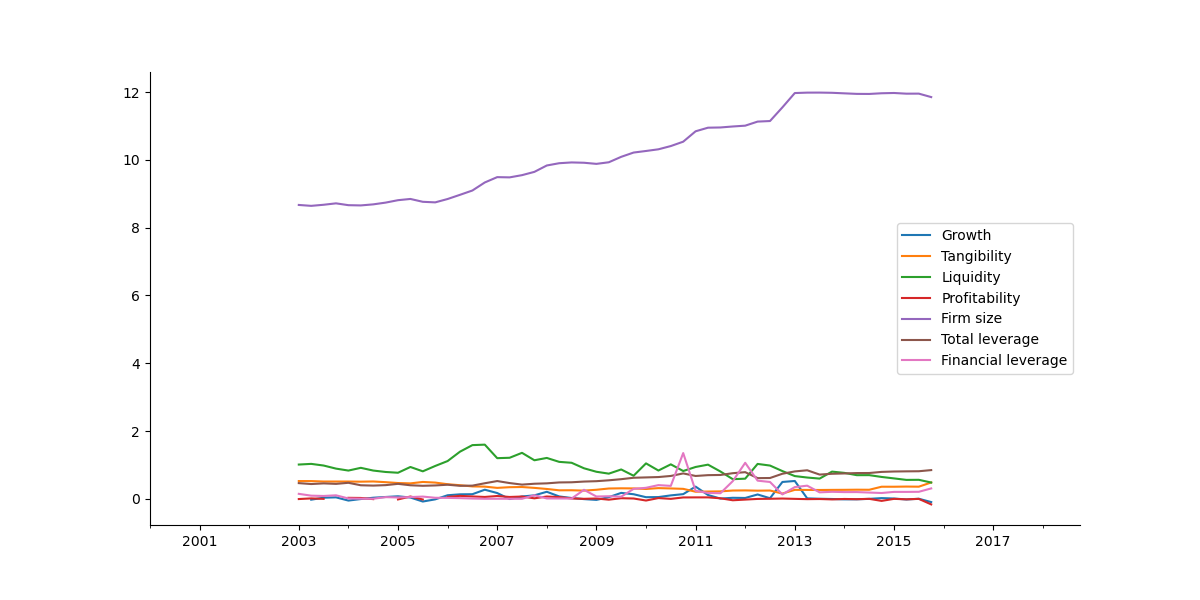 12
10
8
6
4
2
0
2001 2003 2005 2007 2009 2011 2013 2015 2017
Growth
Tangibility
Liquidity
Profitability
Firm size
Total leverage
Financial leverage